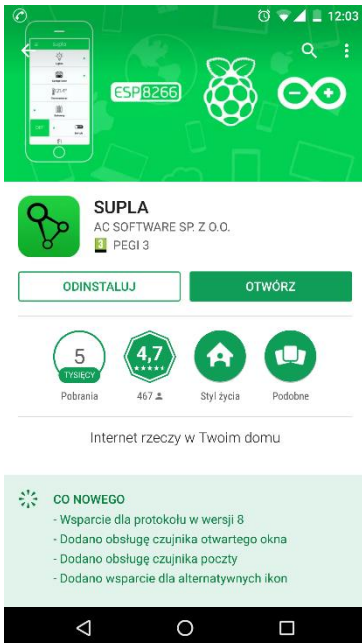 12:03
SUPLA
ESP8266
SUPLA
AC SOFTWARE SP. Z O.O.
3 PEGI 3
ODINSTALUJ
OTWÓRZ
5
TYSIĘCY
4,7
Pobrania
467
Styl życia
Podobne
Internet rzeczy w Twoim domu
CO NOWEGO
- Wsparcie dla protokołu w wersji 8
- Dodano obsługę czujnika otwartego okna
- Dodano obsługę czujnika poczty
- Dodano wsparcie dla alternatywnych ikon